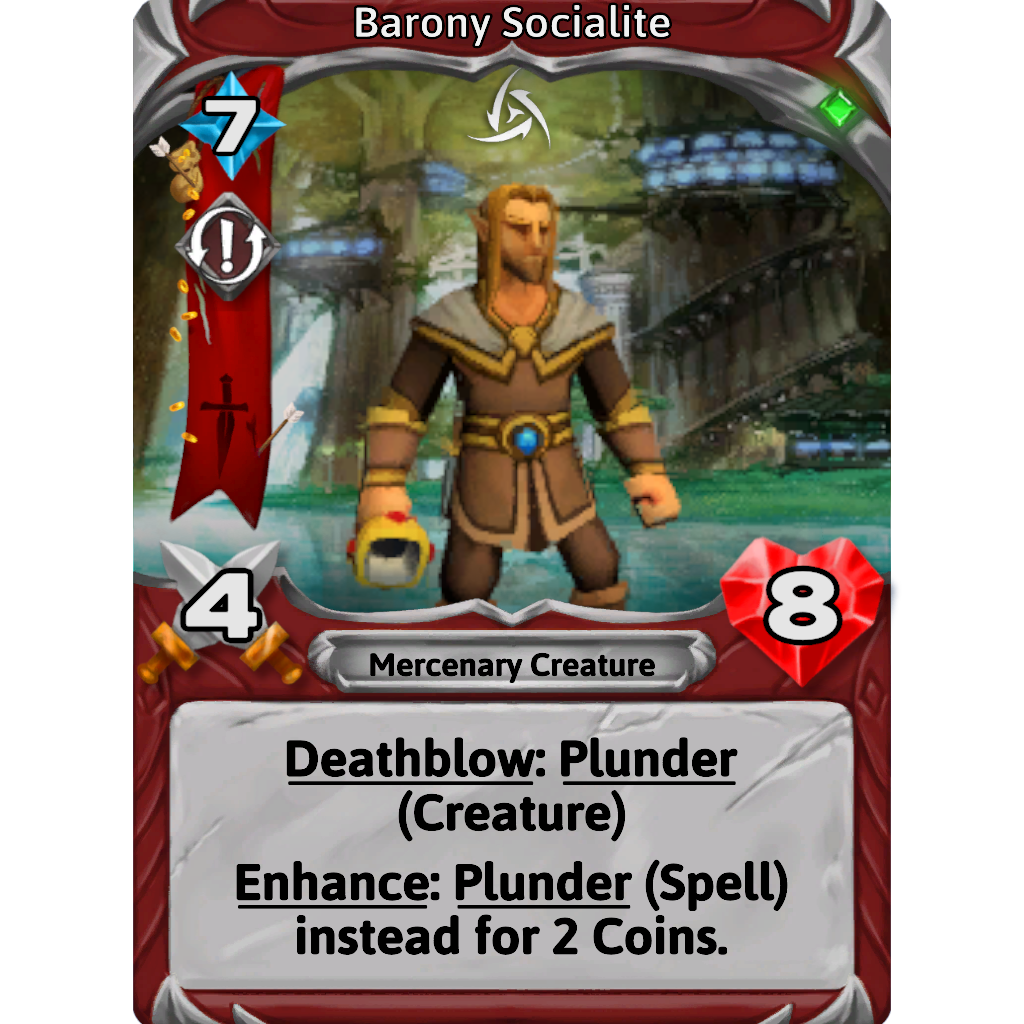 Barony Socialite
7
!
4
8
Mercenary Creature
Deathblow: Plunder
(Creature)
Enhance: Plunder (Spell)
instead for 2 Coins.